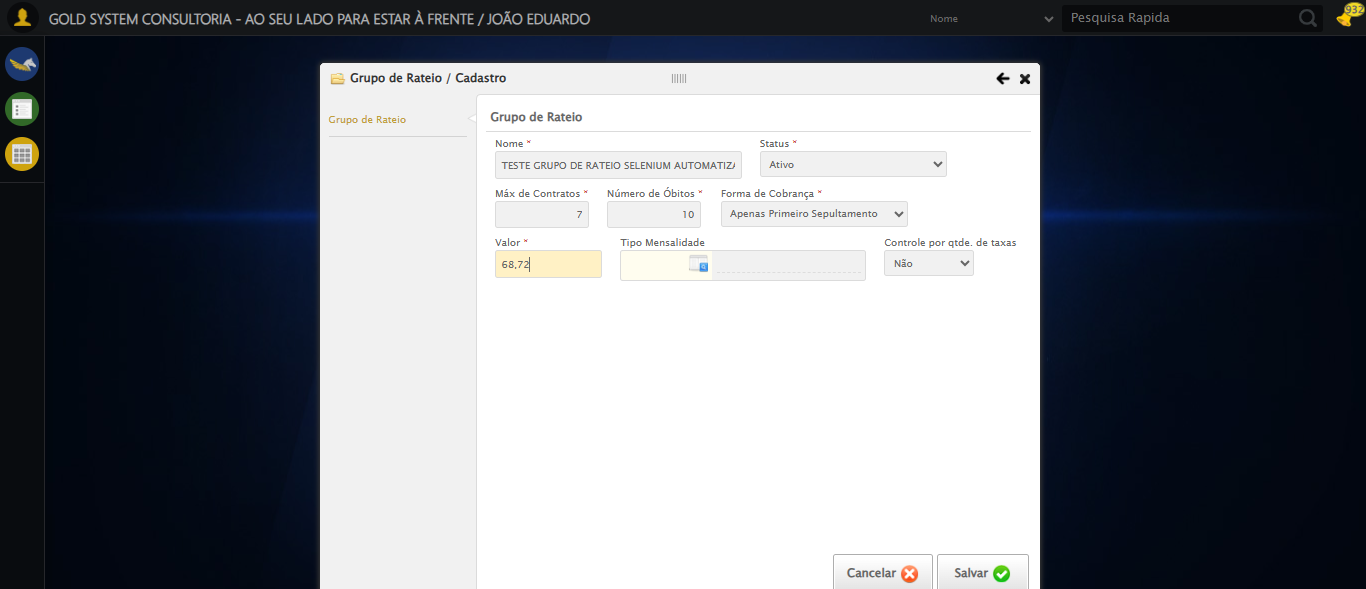 GOLD SYSTEM CONSULTORIA - AO SEU LADO PARA ESTAR À FRENTE / JOÃO EDUARDO
Nome
Pesquisa Rapida
932
Grupo de Rateio / Cadastro
Grupo de Rateio
Grupo de Rateio
Nome *
Status *
TESTE GRUPO DE RATEIO SELENIUM AUTOMATIZA
Ativo
Máx de Contratos *
Número de Óbitos *
Forma de Cobrança *
7
10
Apenas Primeiro Sepultamento
Valor *
Tipo Mensalidade
Controle por qtde. de taxas
68,72
Não
Cancelar
Salvar